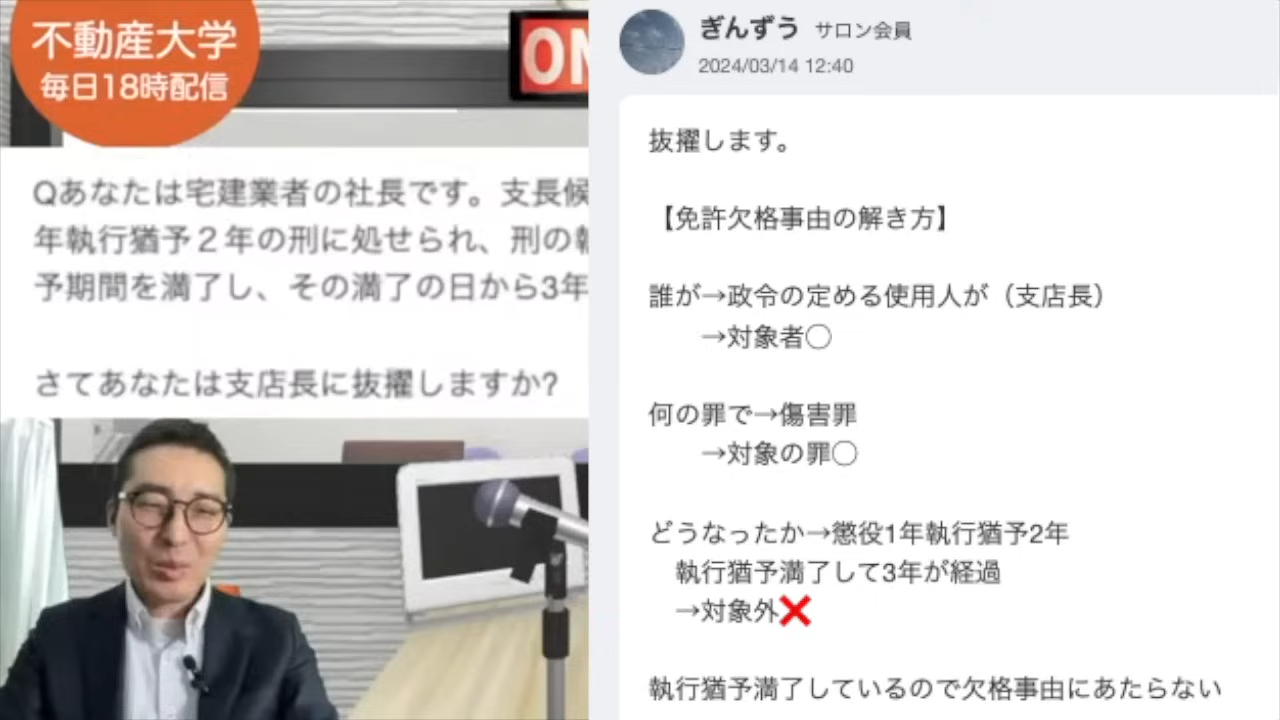 不動産大学
毎日18時配信
ON
Qあなたは宅建業者の社長です。支長候
年執行猶予２年の刑に処せられ、刑の執
予期間を満了し、その満了の日から3年
さてあなたは支店長に抜擢しますか?
ぎんずう サロン会員
2024/03/14 12:40
抜擢します。
【免許欠格事由の解き方】
誰が→政令の定める使用人が（支店長）
→対象者◯
何の罪で→傷害罪
→対象の罪◯
どうなったか→懲役1年執行猶予2年
執行猶予満了して3年が経過
→対象外❌
執行猶予満了しているので欠格事由にあたらない